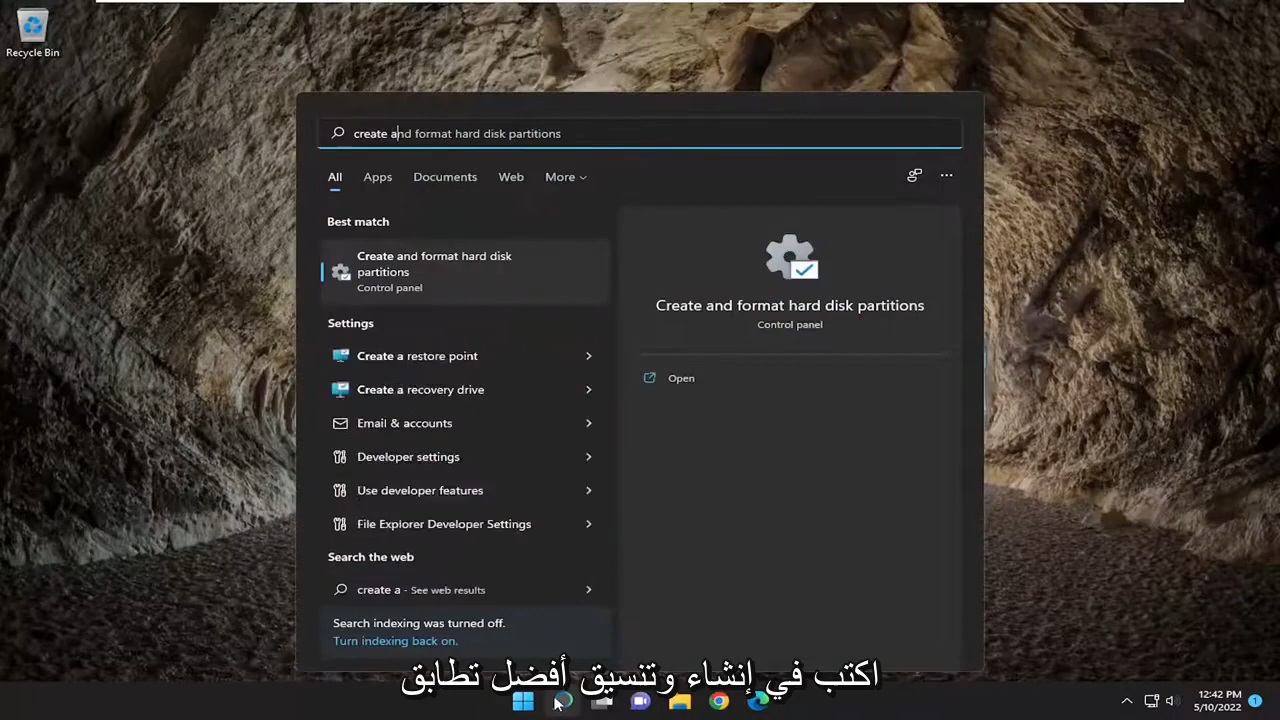 Recycle Bin
create and format hard disk partitions
All Apps Documents Web More
Best match
Create and format hard disk
partitions
Control panel
Settings
Create a restore point
Create a recovery drive
Email & accounts
Developer settings
Use developer features
File Explorer Developer Settings
Search the web
create a - See web results
Search indexing was turned off.
Turn indexing back on.
Create and format hard disk partitions
Control panel
Open
اكتب في إنشاء وتنسيق أفضل تطابق
12:42 PM
5/10/2022
1